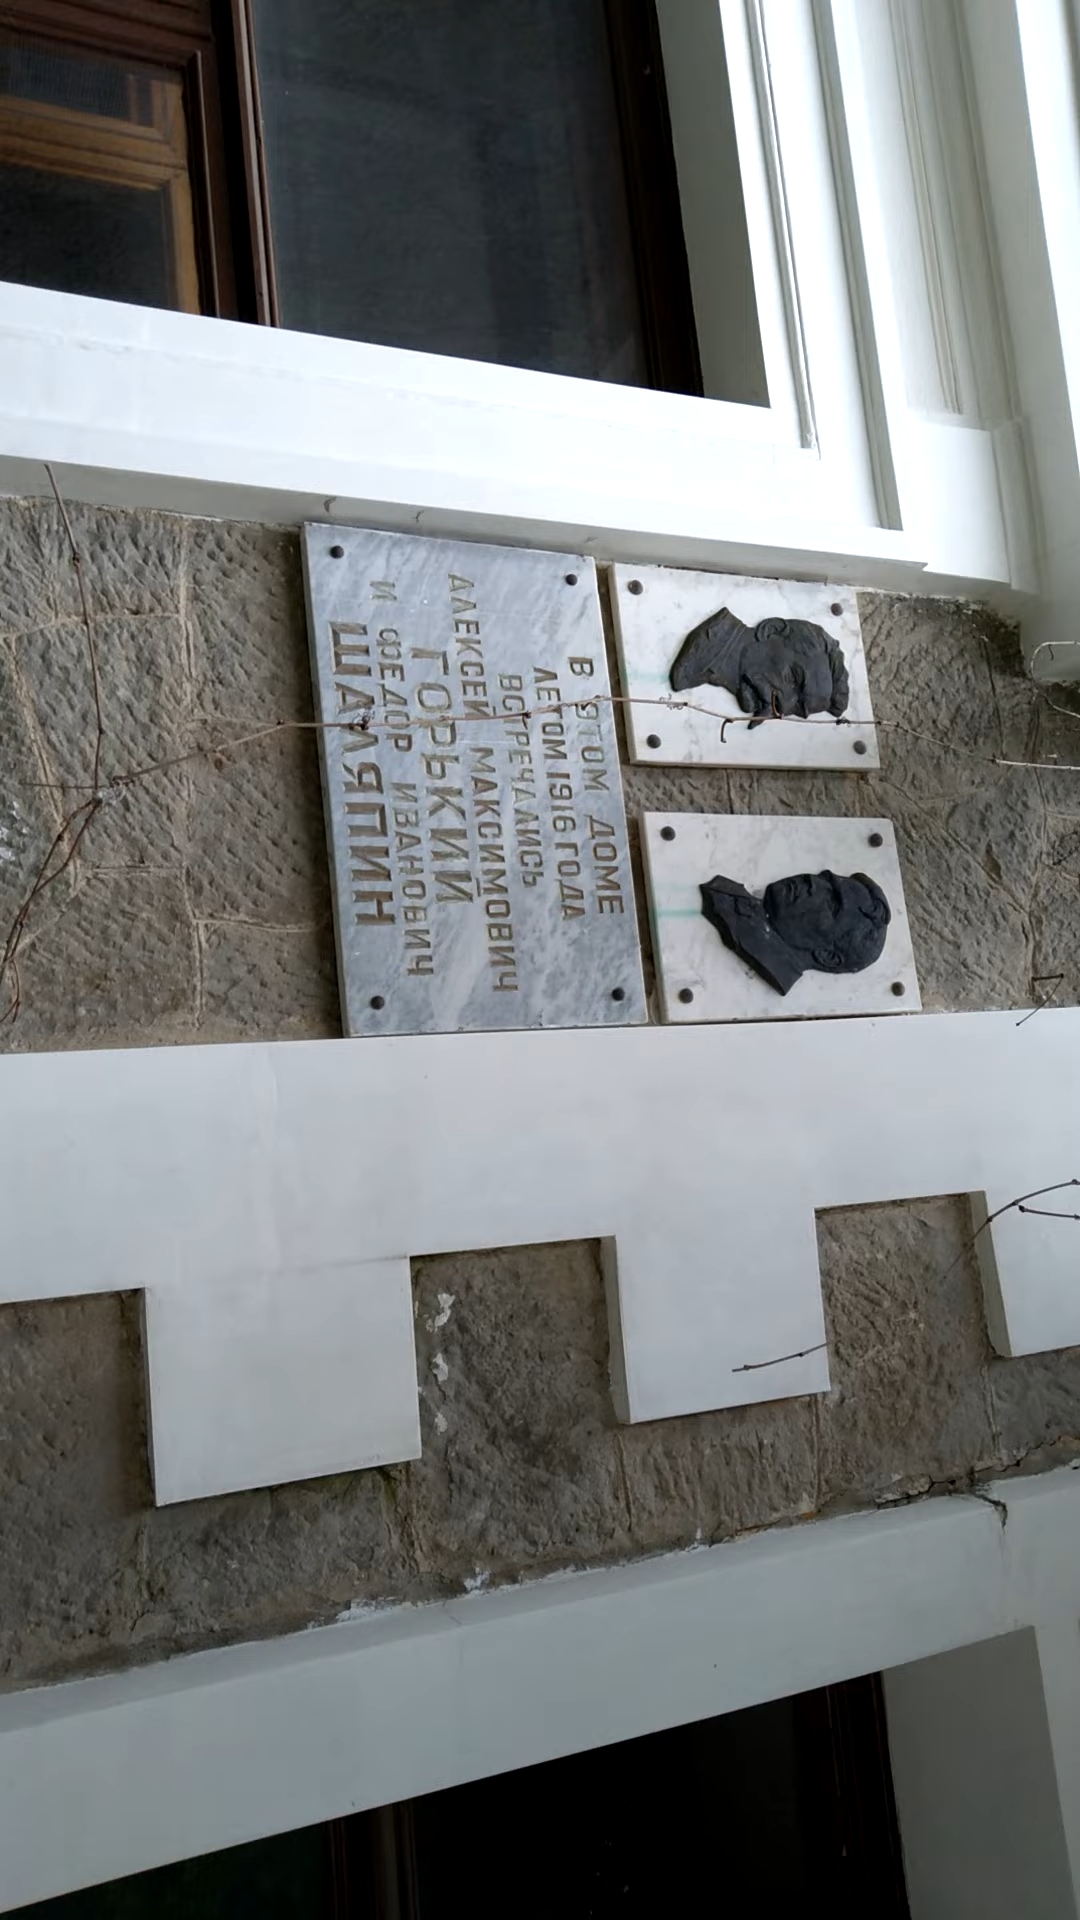 В ЭТОМ ДОМЕ
ЛЕТОМ 1916 ГОДА
ВСТРЕЧАЛИСЬ
АЛЕКСЕЙ МАКСИМОВИЧ
ГОРЬКИЙ
И ФЕДОР ИВАНОВИЧ
ШАЛЯПИН